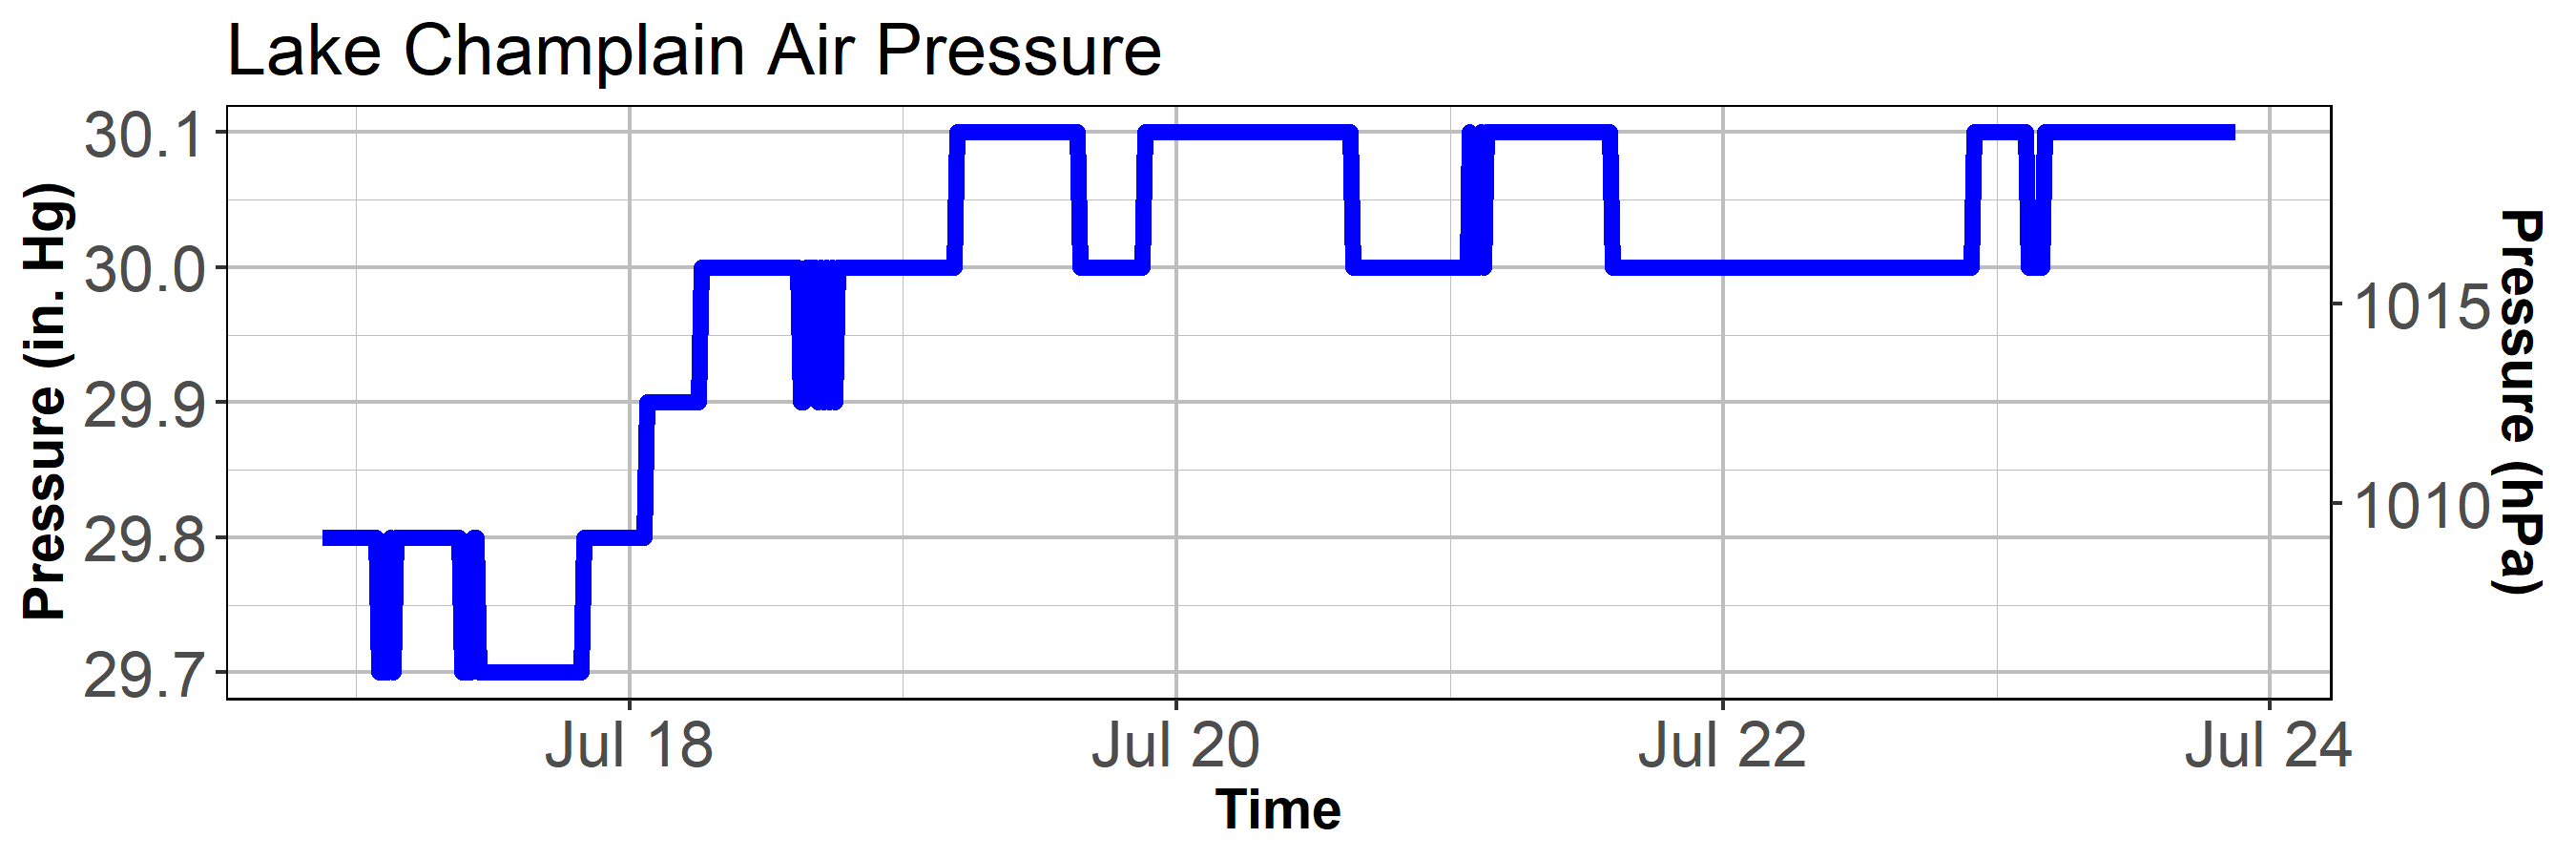 Lake Champlain Air Pressure
Pressure (in. Hg)
30.1
30.0
29.9
29.8
29.7
1015
1010
Pressure (hPa)
Jul 18 Jul 20 Jul 22 Jul 24
Time